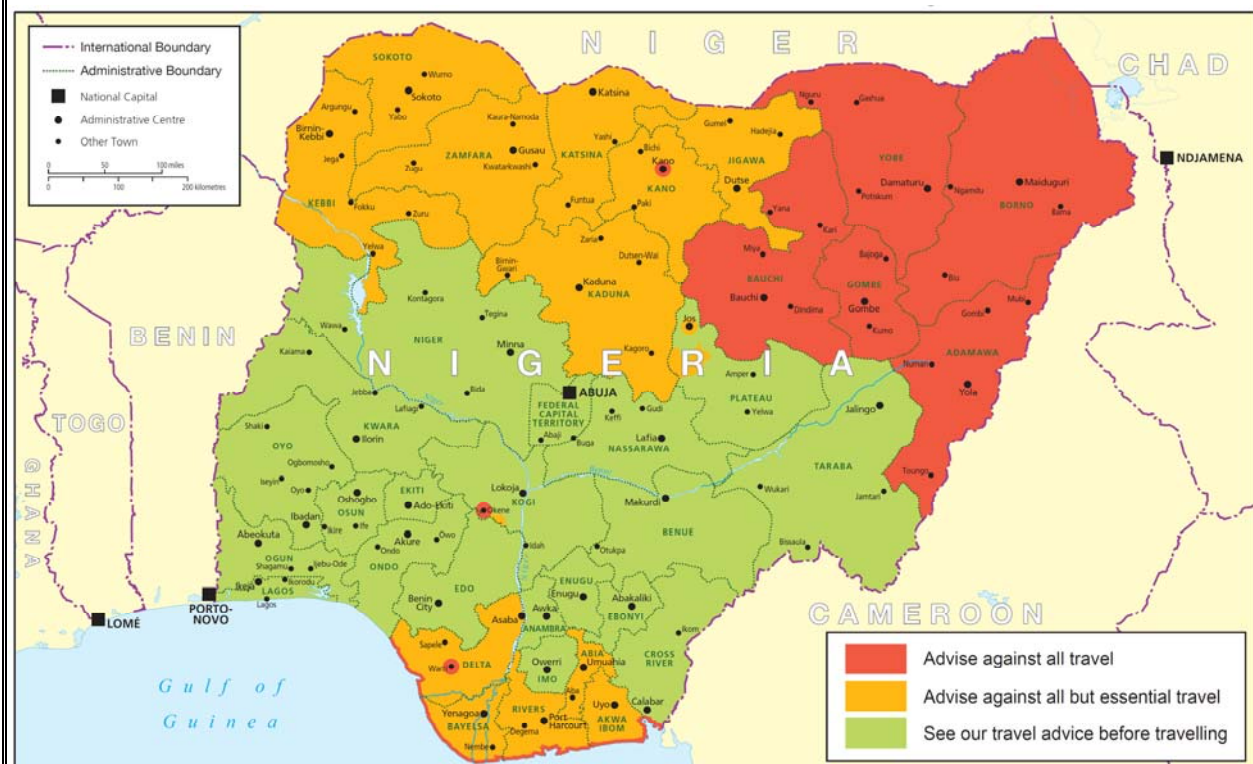 International Boundary
Administrative Boundary
National Capital
Administrative Centre
Other Town
0 50 100 miles
0 100 200 kilometres
N I G E R
CHAD
NDJAMENA
SOKOTO
Wurno
Sokoto
Argungu
Yabo
Birnin-
Kebbi
Jega
Kaura-Namoda
ZAMFARA
Gusau
Kwatarkwashi
Zugu
KEBBI
Fokku
Zuru
Yelwa
Katsina
KATSINA
Yashi
Bichi
Kano
KANO
Funtua
Paki
Gumel
Hadejia
JIGAWA
Dutse
Nguru
Gashua
YOBE
Damaturu
Potiskum
Ngamitu
Maiduguri
BORNO
Bama
Yana
Kari
Miya
BAUCHI
Bauchi
Dindima
Bajoga
GOMBE
Gombe
Kumo
Biu
Gombi
Mubi
ADAMAWA
Numan
Yola
Toungo
Zaria
Dutsen-Wai
Birnin-
Gwari
Kaduna
KADUNA
Kagoro
Jos
BENIN
TOGO
GHANA
N I G E R I A
Kontagora
Tegina
Wawa
NIGER
Minna
Kaiama
Jebba
Bida
Lafiagi
ABUJA
FEDERAL
CAPITAL
TERRITORY
Abaji
Buga
Keffi
Gudi
Amper
PLATEAU
Yelwa
Jalingo
Lafia
NASSARAWA
TARABA
Wukari
Jamtari
Bissaula
Shaki
KWARA
Ilorin
OYO
Ogbomosho
Iseyin
Oyo
Oshogbo
OSUN
EKITI
Ado-Ekiti
Ibadan
Ikire
Ife
Abeokuta
Akure
Owo
Ondo
ONDO
OGUN
Shagamu
Ijebu-Ode
Ikeja
Ikorodu
LAGOS
Lagos
Lokoja
KOGI
Okene
Idah
Makurdi
Benue
BENUE
Otukpa
Niger
EDO
Benin
City
ENUGU
Enugu
Abakaliki
EBONYI
Asaba
Awka
ANAMBRA
Ikom
CROSS
RIVER
Sapele
DELTA
Warri
Owerri
IMO
ABIA
Umuahia
Aba
Uyo
AKWA
IBOM
Calabar
Yenagoa
BAYELSA
RIVERS
Port
Harcourt
Degema
Nembe
PORTO-
NOVO
LOMÉ
Gulf of
Guinea
CAMEROON
Advise against all travel
Advise against all but essential travel
See our travel advice before travelling